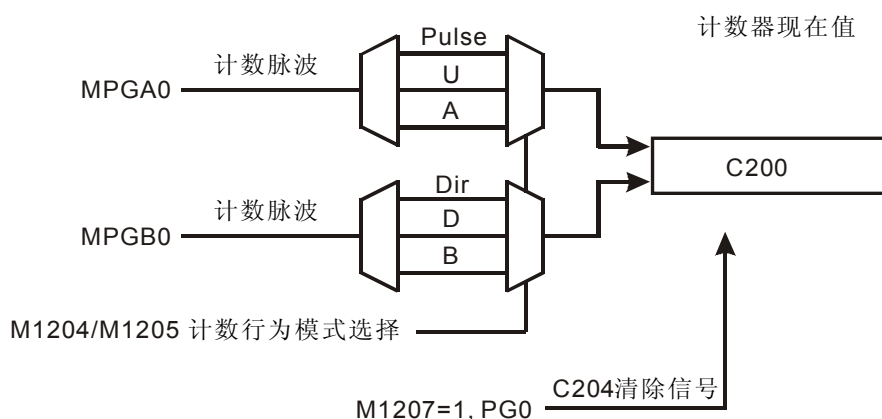 计数器现在值
Pulse
计数脉波
U
MPGA0
A
C200
Dir
计数脉波
D
MPGB0
B
M1204/M1205 计数行为模式选择
C204清除信号
M1207=1, PG0